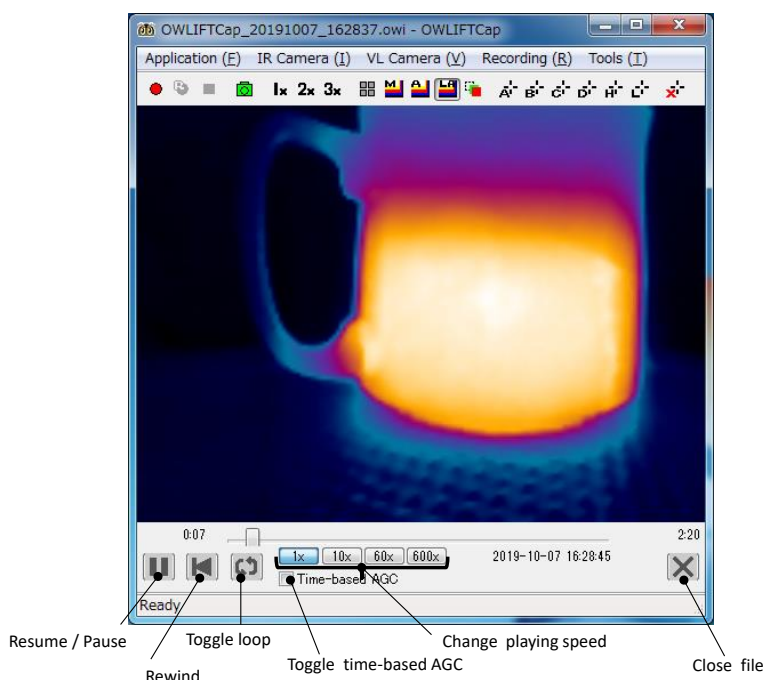 OWLIFTCap_20191007_162837.owi - OWLIFTCap
Application (F) IR Camera (I) VL Camera (V) Recording (R) Tools (T)
1x 2x 3x M A LA A B C D H L
0:07 2:20
1x 10x 60x 600x 2019-10-07 16:28:45
Time-based AGC
Ready
Resume / Pause Toggle loop Change playing speed
Rewind Toggle time-based AGC Close file